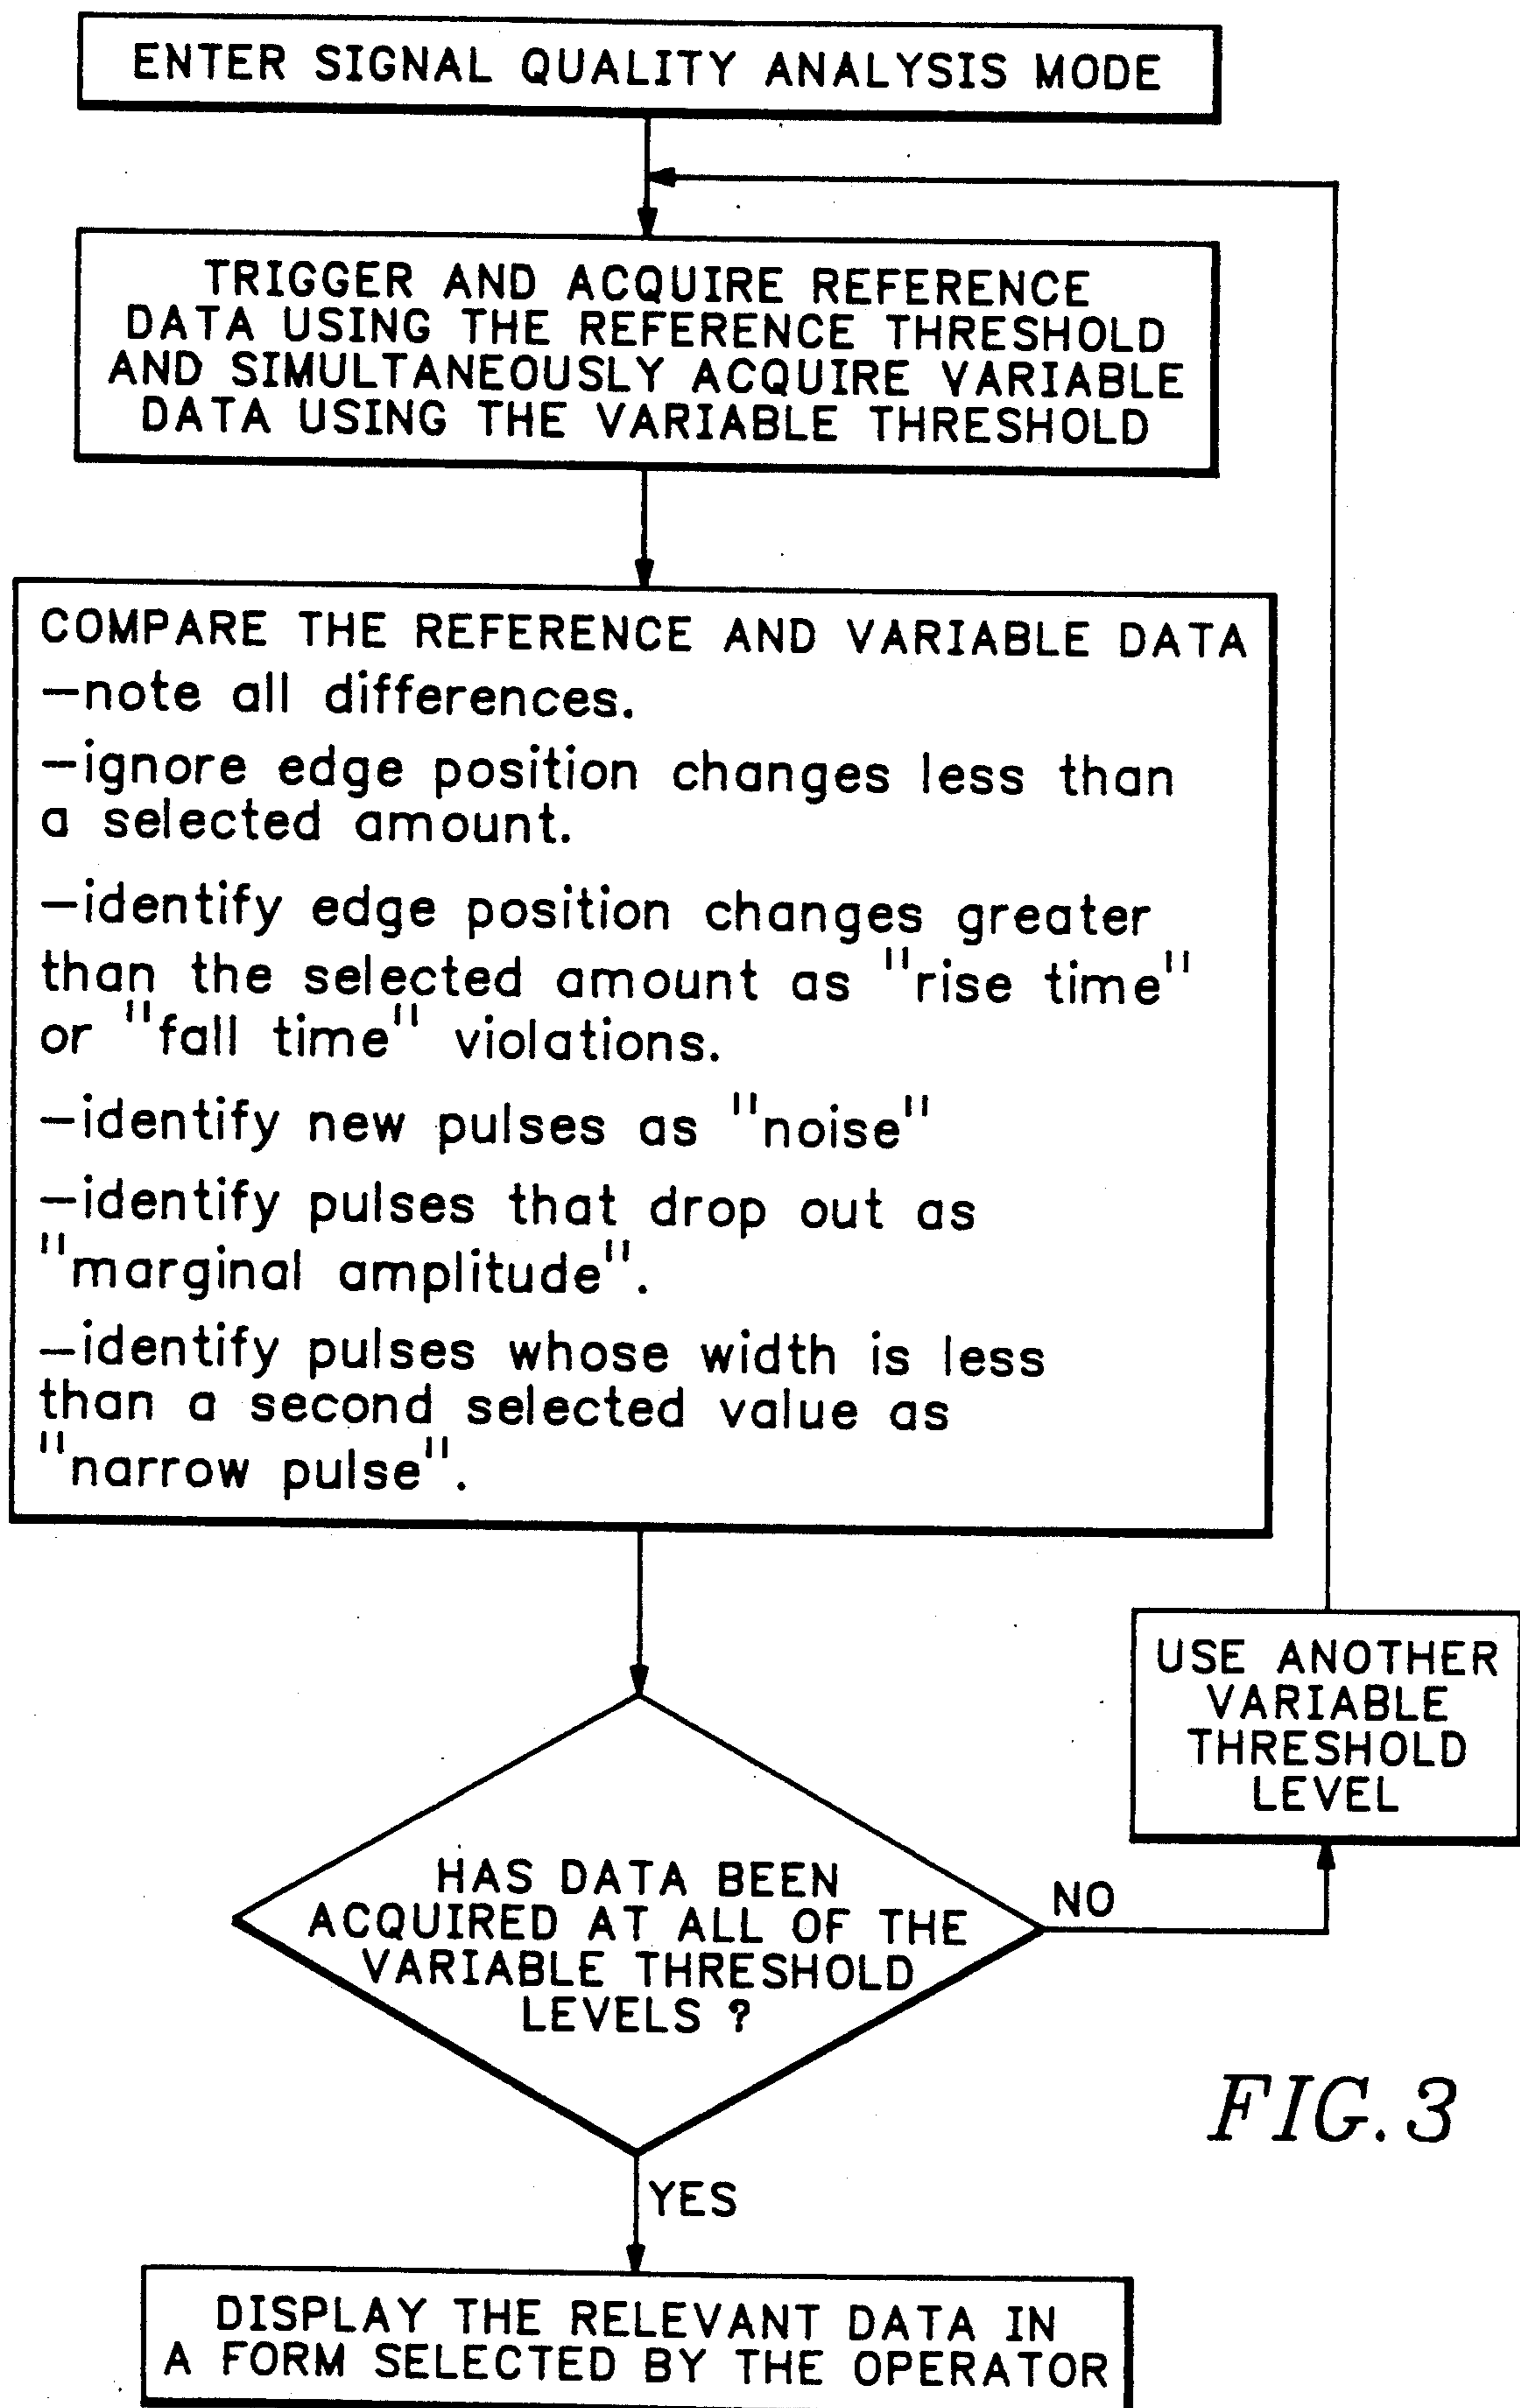 ENTER SIGNAL QUALITY ANALYSIS MODE
TRIGGER AND ACQUIRE REFERENCE
DATA USING THE REFERENCE THRESHOLD
AND SIMULTANEOUSLY ACQUIRE VARIABLE
DATA USING THE VARIABLE THRESHOLD
COMPARE THE REFERENCE AND VARIABLE DATA
-note all differences.
-ignore edge position changes less than
a selected amount.
-identify edge position changes greater
than the selected amount as "rise time"
or "fall time" violations.
-identify new pulses as "noise"
-identify pulses that drop out as
"marginal amplitude".
-identify pulses whose width is less
than a second selected value as
"narrow pulse".
USE ANOTHER
VARIABLE
THRESHOLD
LEVEL
HAS DATA BEEN
ACQUIRED AT ALL OF THE
VARIABLE THRESHOLD
LEVELS ?
NO
YES
DISPLAY THE RELEVANT DATA IN
A FORM SELECTED BY THE OPERATOR
FIG. 3